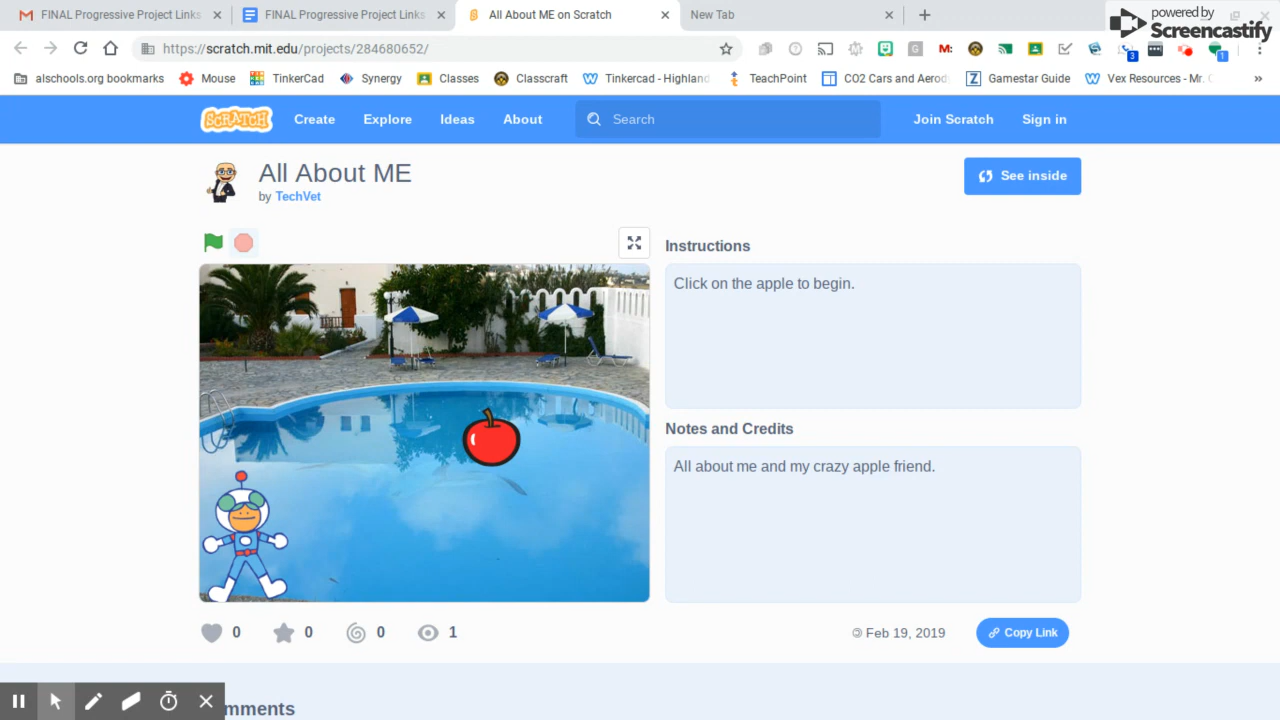 FINAL Progressive Project Links
FINAL Progressive Project Links
All About ME on Scratch
New Tab
powered by
Screencastify
https://scratch.mit.edu/projects/284680652/
G
M:
3
1
alschools.org bookmarks
Mouse
TinkerCad
Synergy
Classes
Classcraft
Tinkercad - Highland
TeachPoint
CO2 Cars and Aerod
Z
Gamestar Guide
Vex Resources - Mr.
»
SCRATCH
Create
Explore
Ideas
About
Search
Join Scratch
Sign in
All About ME
by TechVet
See inside
Instructions
Click on the apple to begin.
Notes and Credits
All about me and my crazy apple friend.
0
0
0
1
Feb 19, 2019
Copy Link
mments